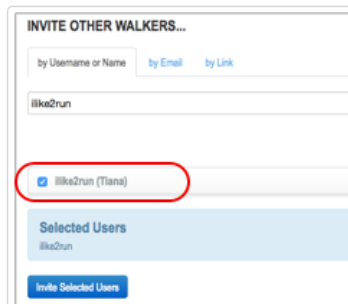 INVITE OTHER WALKERS...
by Username or Name by Email by Link
ilike2run
ilike2run (Tiana)
Selected Users
ilike2run
Invite Selected Users